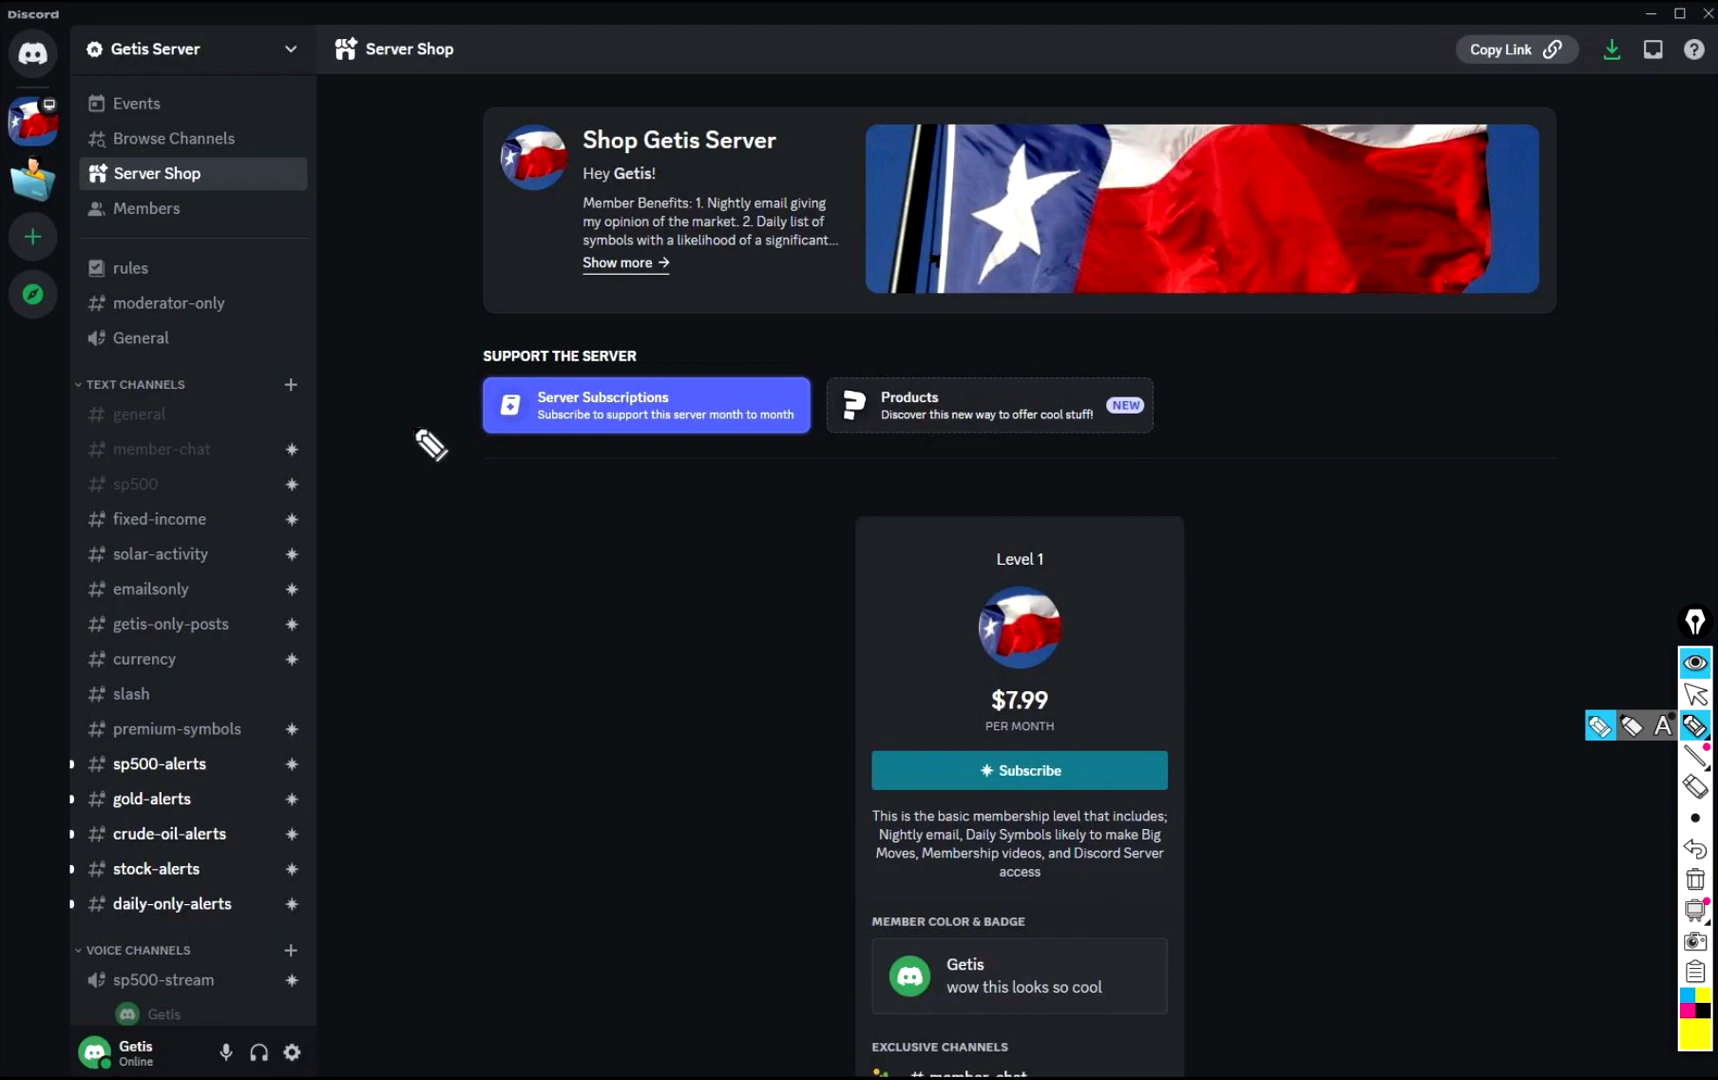 Discord
Getis Server
Server Shop
Copy Link
Events
Browse Channels
Server Shop
Members
rules
moderator-only
General
TEXT CHANNELS
general
member-chat
sp500
fixed-income
solar-activity
emailsonly
getis-only-posts
currency
slash
premium-symbols
sp500-alerts
gold-alerts
crude-oil-alerts
stock-alerts
daily-only-alerts
VOICE CHANNELS
sp500-stream
Getis
Getis
Online
Shop Getis Server
Hey Getis!
Member Benefits: 1. Nightly email giving
my opinion of the market. 2. Daily list of
symbols with a likelihood of a significant...
Show more →
SUPPORT THE SERVER
Server Subscriptions
Subscribe to support this server month to month
Products
Discover this new way to offer cool stuff!
NEW
Level 1
$7.99
PER MONTH
Subscribe
This is the basic membership level that includes;
Nightly email, Daily Symbols likely to make Big
Moves, Membership videos, and Discord Server
access
MEMBER COLOR & BADGE
Getis
wow this looks so cool
EXCLUSIVE CHANNELS
# member-chat
A